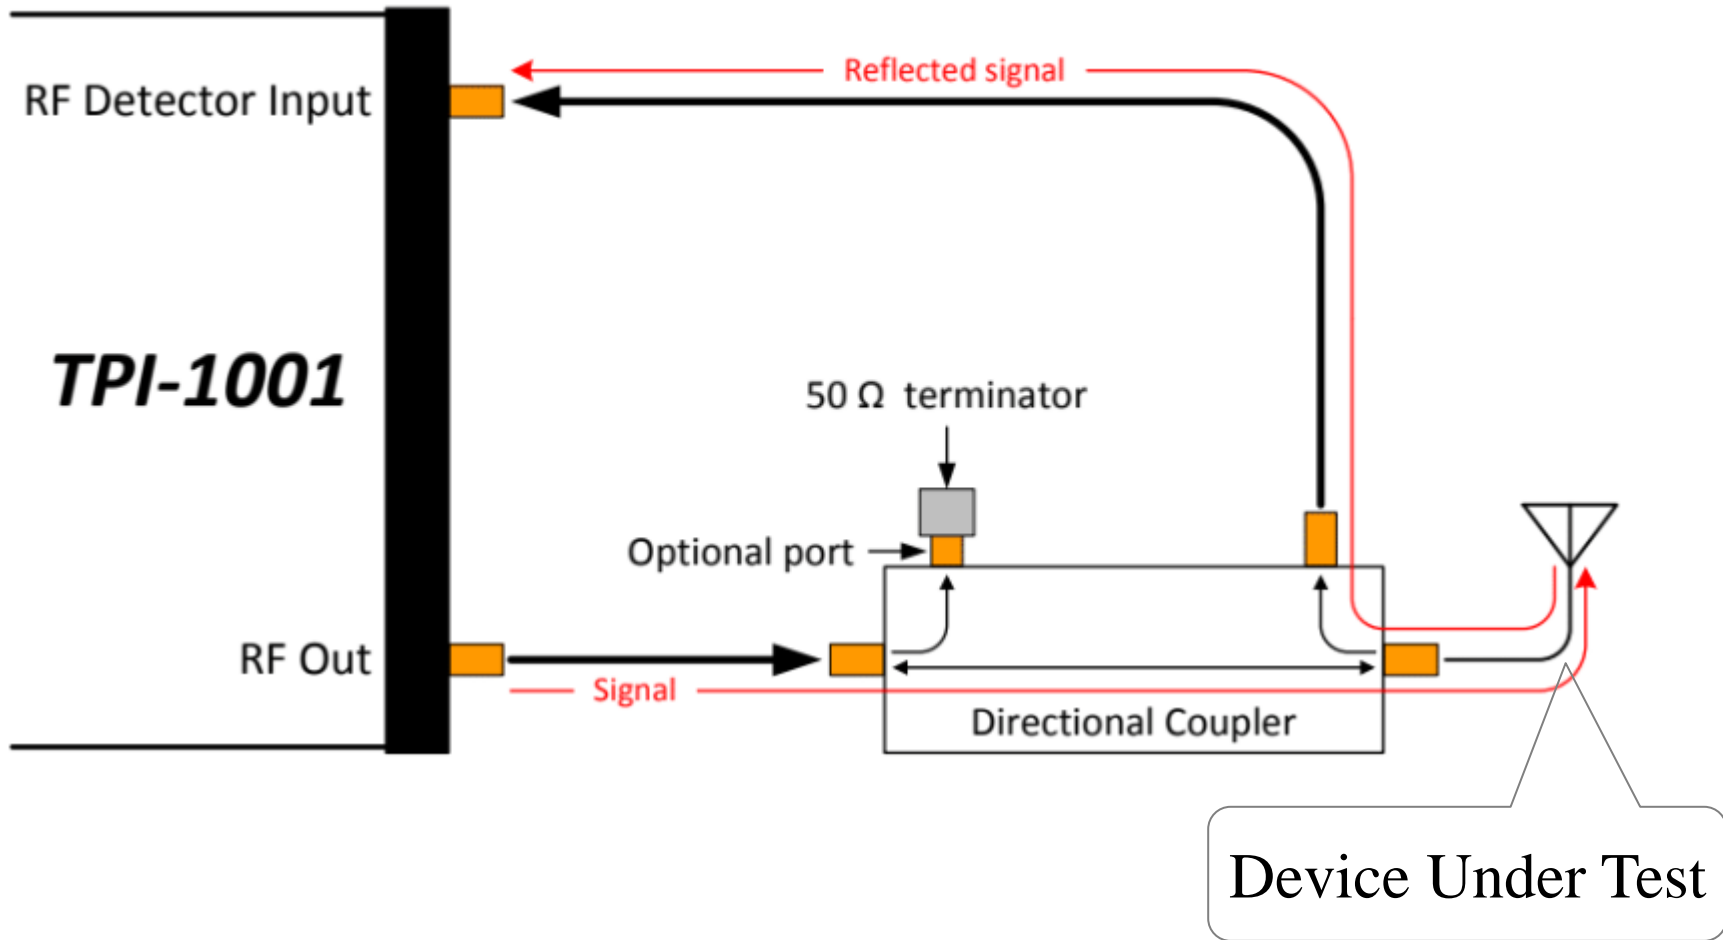 Reflected signal
RF Detector Input
TPI-1001
50 Ω terminator
Optional port
RF Out
Signal
Directional Coupler
Device Under Test